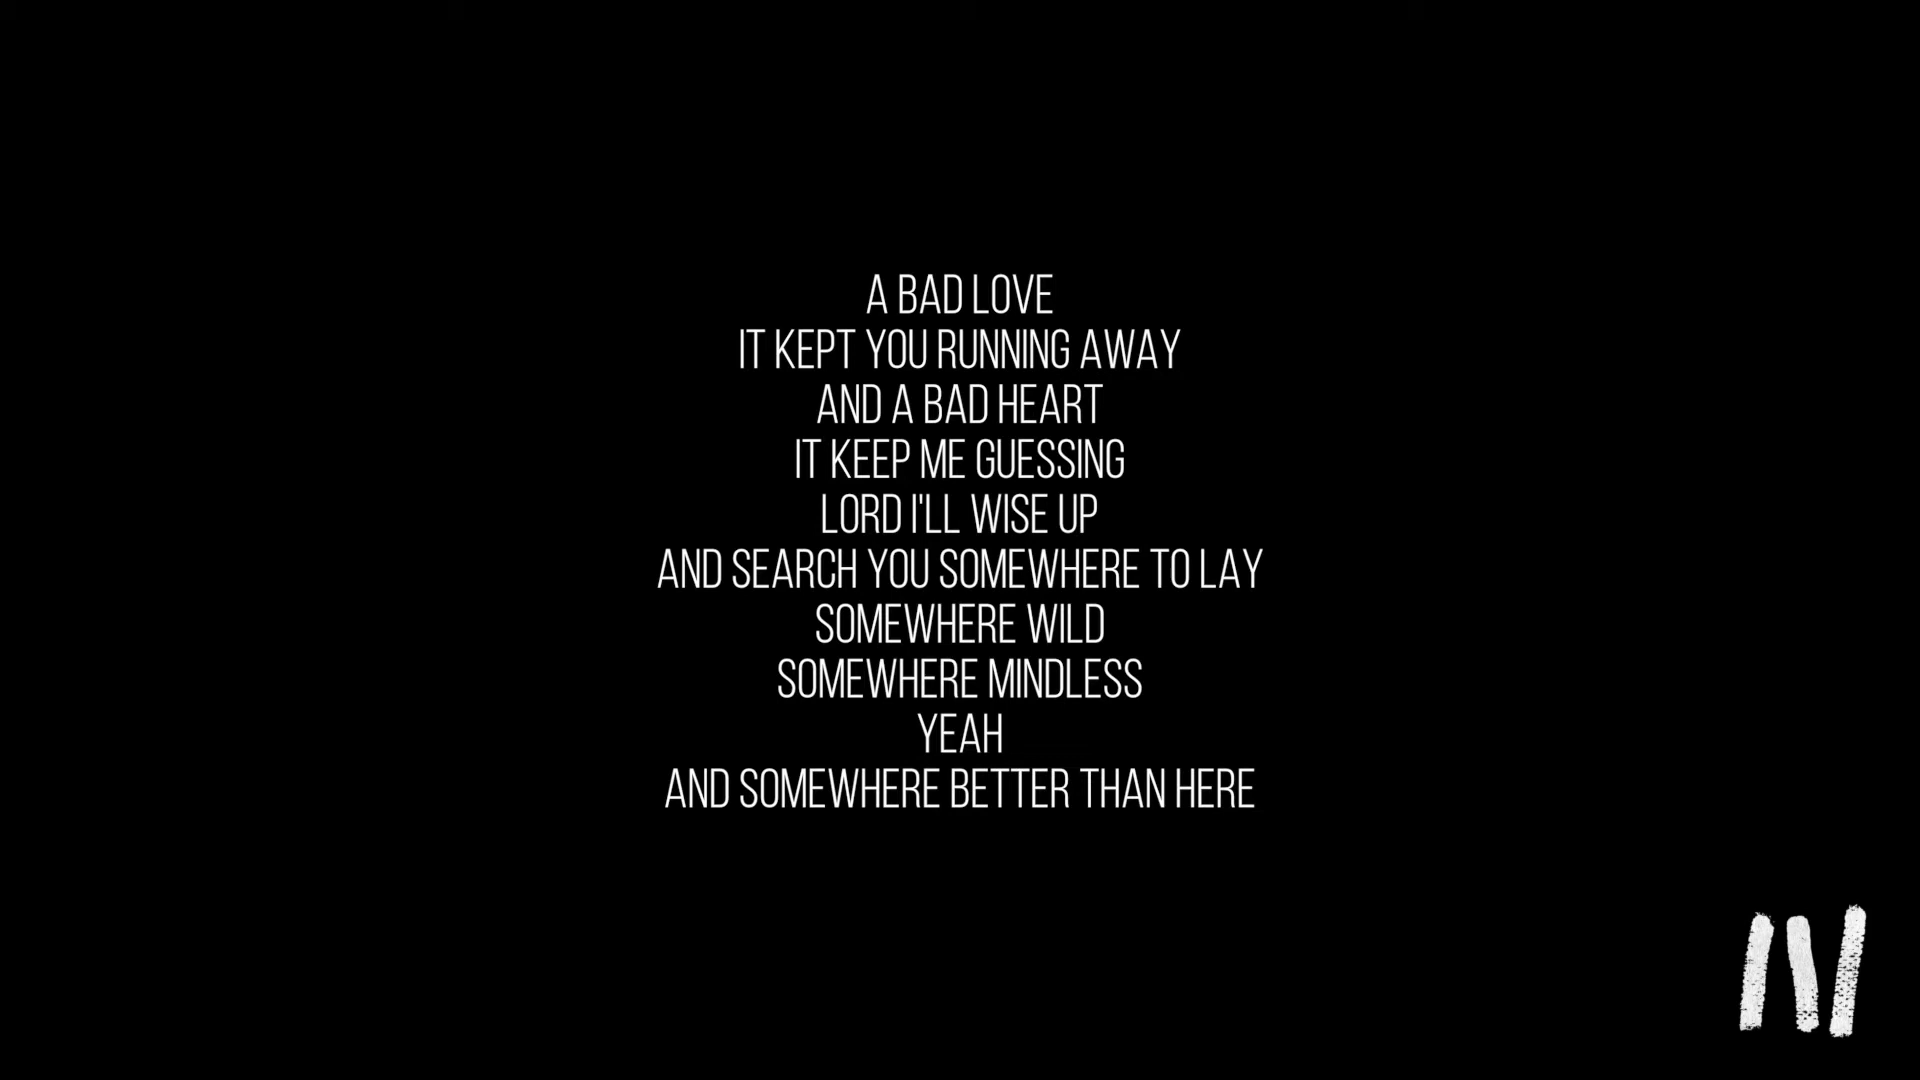 A BAD LOVE
IT KEPT YOU RUNNING AWAY
AND A BAD HEART
IT KEEP ME GUESSING
LORD I'LL WISE UP
AND SEARCH YOU SOMEWHERE TO LAY
SOMEWHERE WILD
SOMEWHERE MINDLESS
YEAH
AND SOMEWHERE BETTER THAN HERE